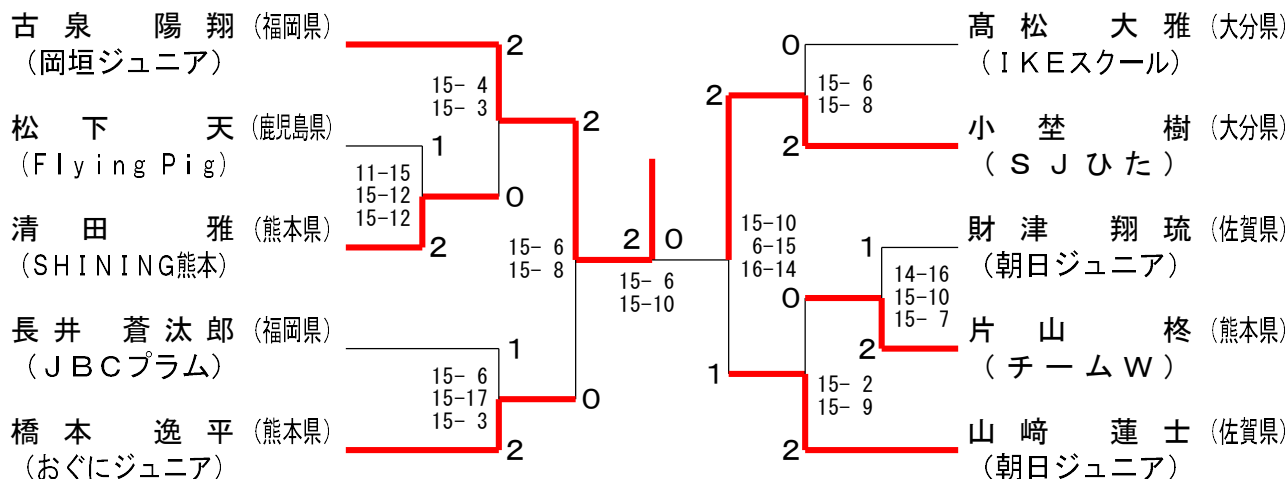 古泉 陽翔 (福岡県)
(岡垣ジュニア)
2
15- 4
15- 3
2
松下 天 (鹿児島県)
(Flying Pig)
1
11-15
15-12
15-12
0
清田 雅 (熊本県)
(SHINING熊本)
2
15- 6
15- 8
長井 蒼汰郎 (福岡県)
(JBCプラム)
1
15- 6
15-17
15- 3
0
橋本 逸平 (熊本県)
(おぐにジュニア)
2
2 0
15- 6
15-10
髙松 大雅 (大分県)
(IKEスクール)
0
15- 6
15- 8
2
小埜 樹 (大分県)
(SJひた)
2
15-10
6-15
16-14
財津 翔琉 (佐賀県)
(朝日ジュニア)
1
14-16
15-10
15- 7
0
片山 柊 (熊本県)
(チームW)
2
1
15- 2
15- 9
山﨑 蓮士 (佐賀県)
(朝日ジュニア)
2